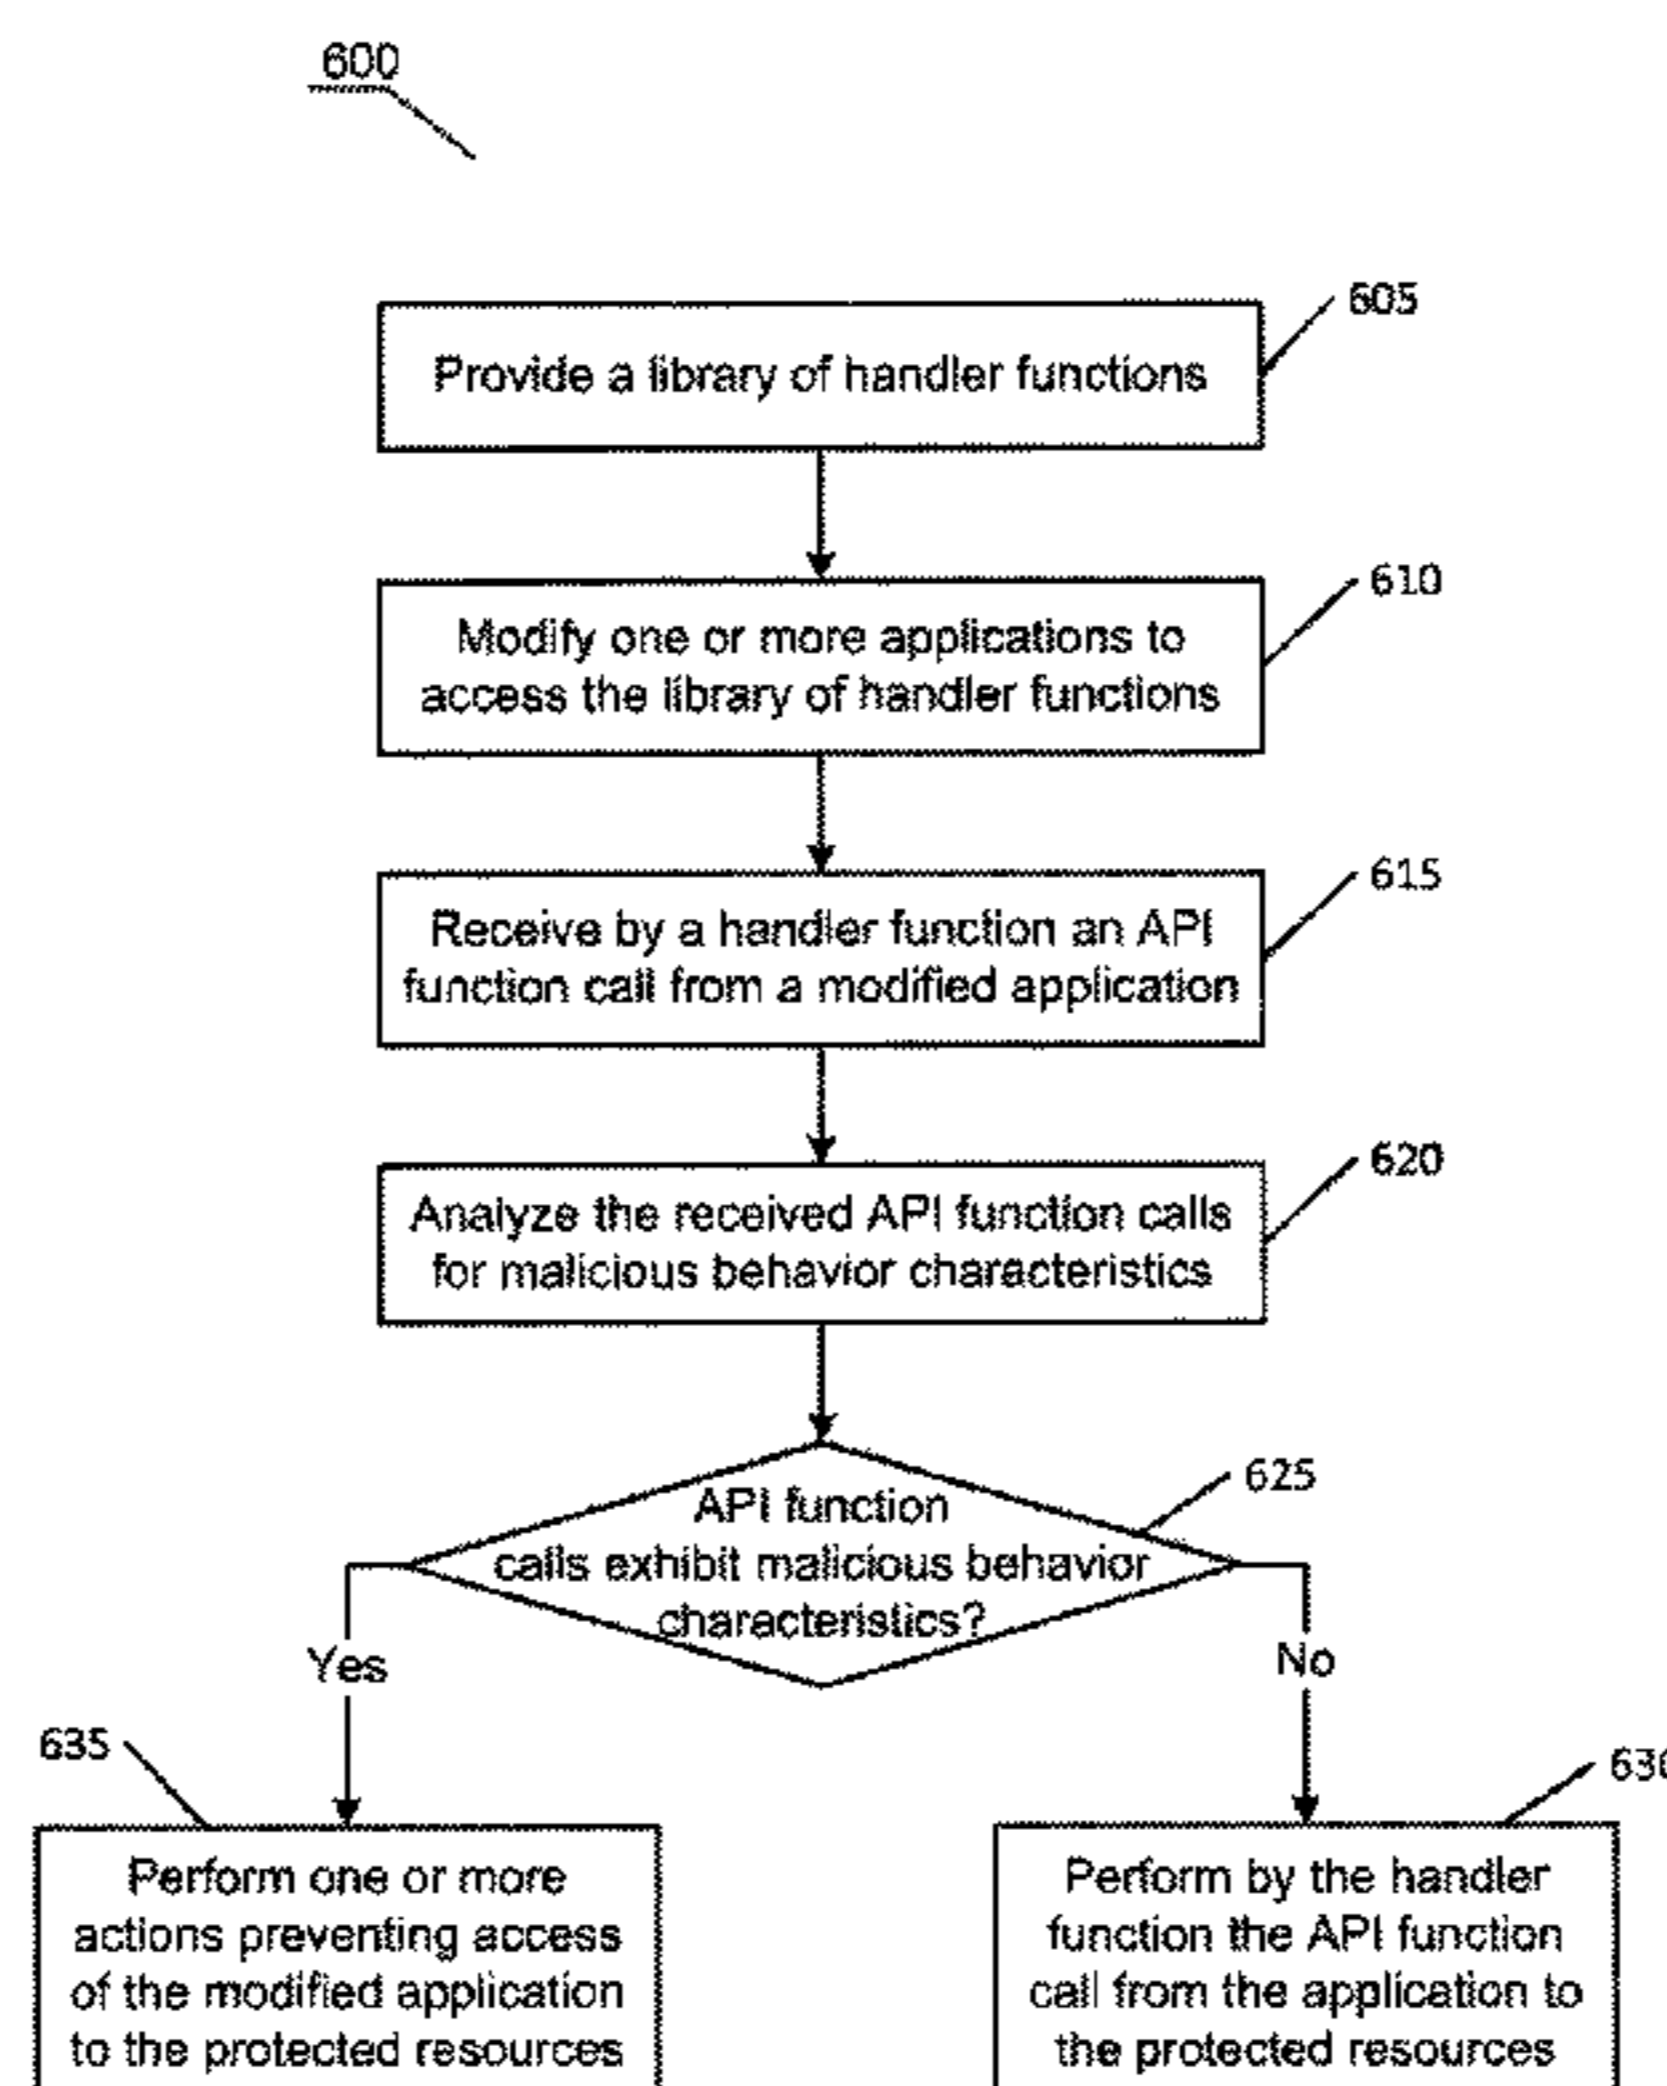 600
605
Provide a library of handler functions
610
Modify one or more applications to
access the library of handler functions
615
Receive by a handler function an API
function call from a modified application
620
Analyze the received API function calls
for malicious behavior characteristics
625
API function
calls exhibit malicious behavior
characteristics?
Yes
No
635
630
Perform one or more
actions preventing access
of the modified application
to the protected resources
Perform by the handler
function the API function
call from the application to
the protected resources